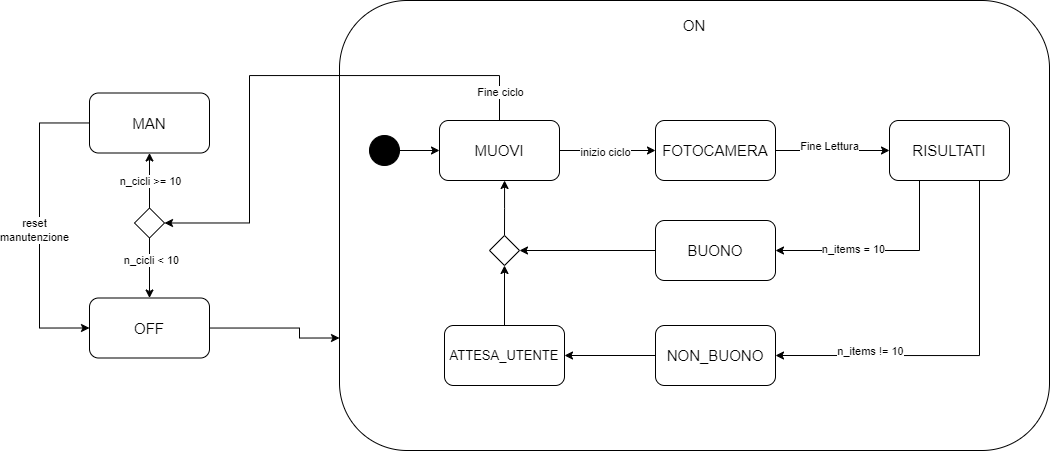 ON
Fine ciclo
MAN
MUOVI
inizio ciclo
FOTOCAMERA
Fine Lettura
RISULTATI
n_cicli >= 10
reset
manutenzione
n_cicli < 10
BUONO
n_items = 10
OFF
ATTESA_UTENTE
NON_BUONO
n_items != 10